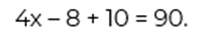 4x – 8 + 10 = 90.